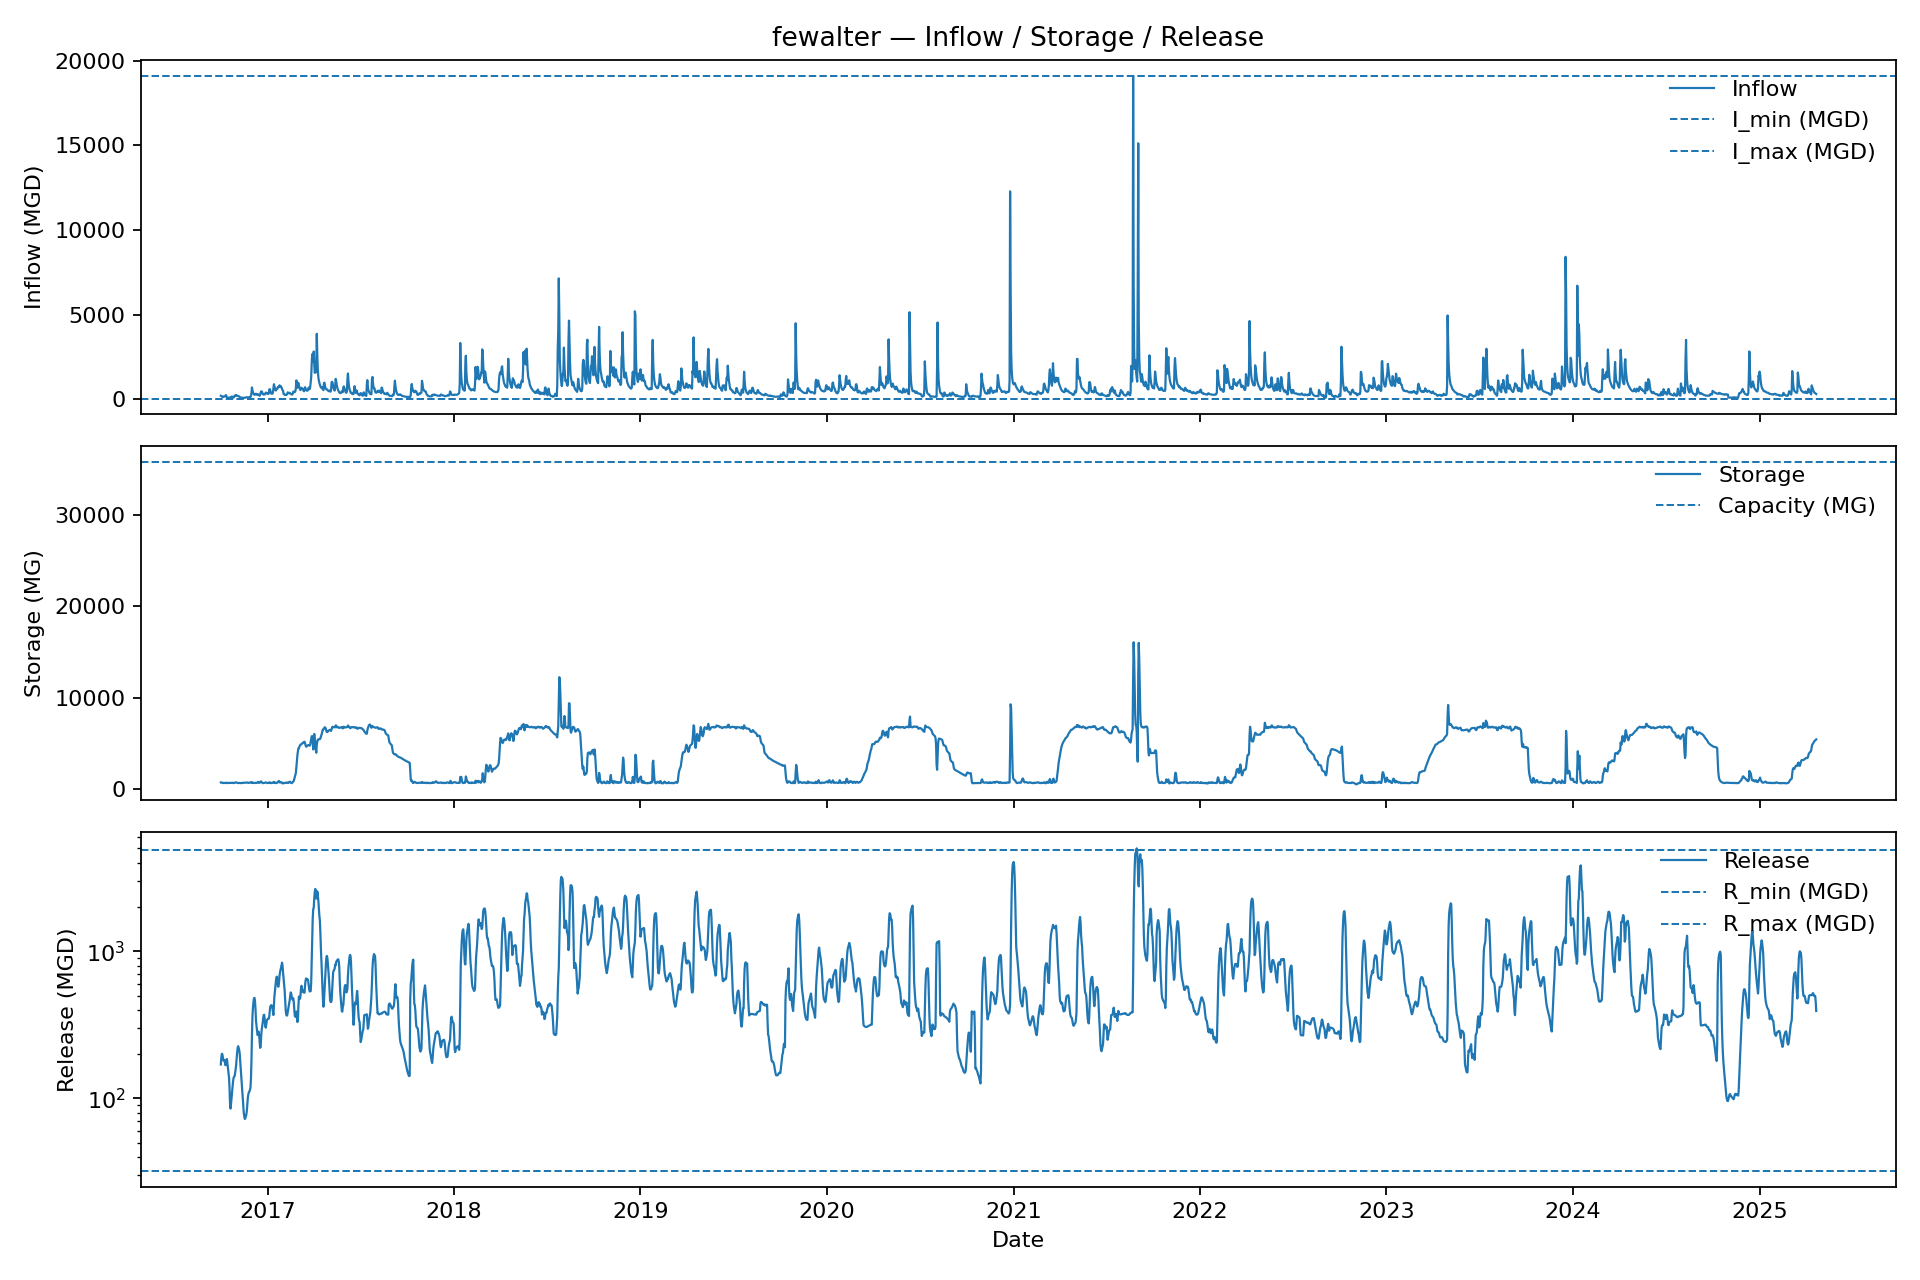 fewalter — Inflow / Storage / Release
Inflow (MGD)
20000
15000
10000
5000
0
Inflow
I_min (MGD)
I_max (MGD)
Storage (MG)
30000
20000
10000
0
Storage
Capacity (MG)
Release (MGD)
10³
10²
Release
R_min (MGD)
R_max (MGD)
2017 2018 2019 2020 2021 2022 2023 2024 2025
Date